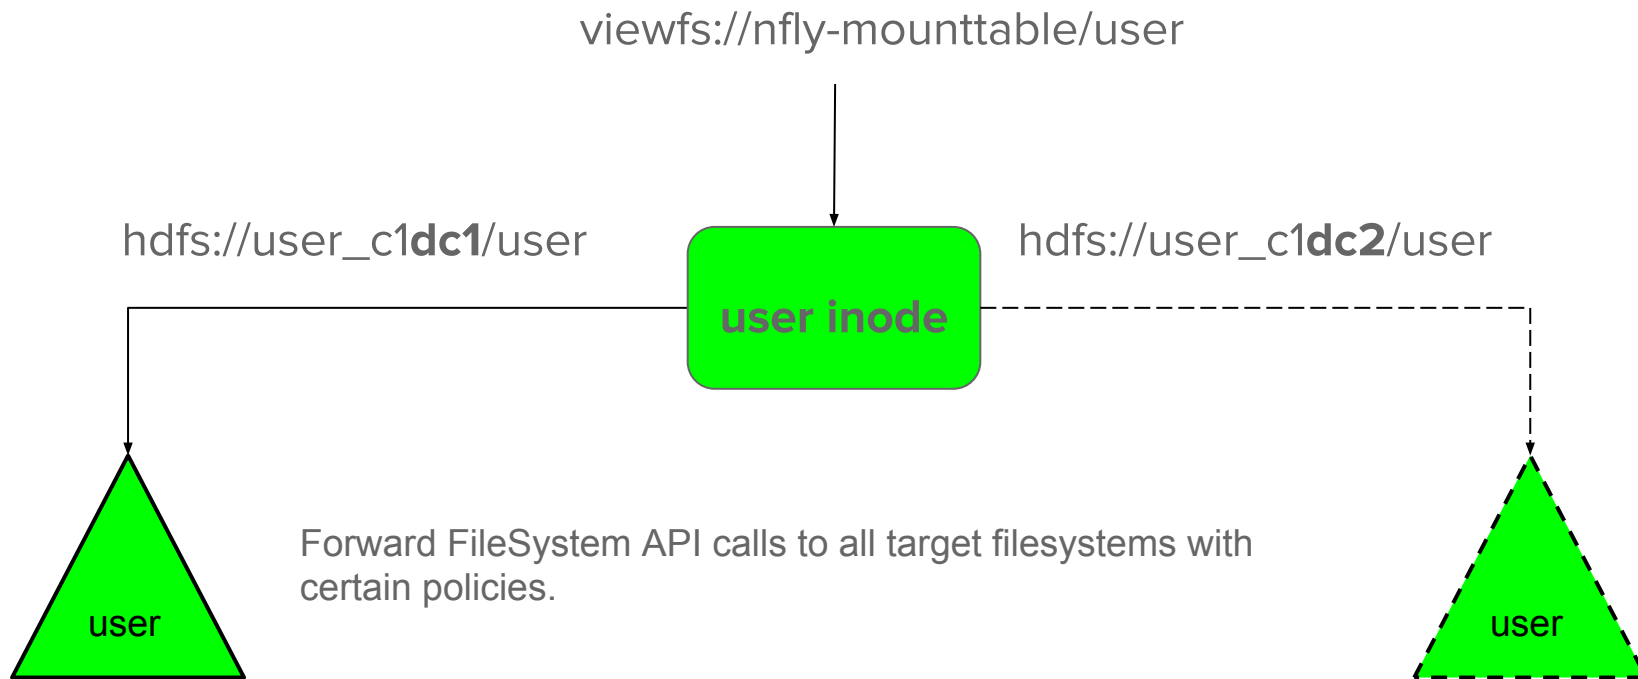 viewfs://nfly-mounttable/user
hdfs://user_c1dc1/user
hdfs://user_c1dc2/user
user inode
Forward FileSystem API calls to all target filesystems with
certain policies.
user
user